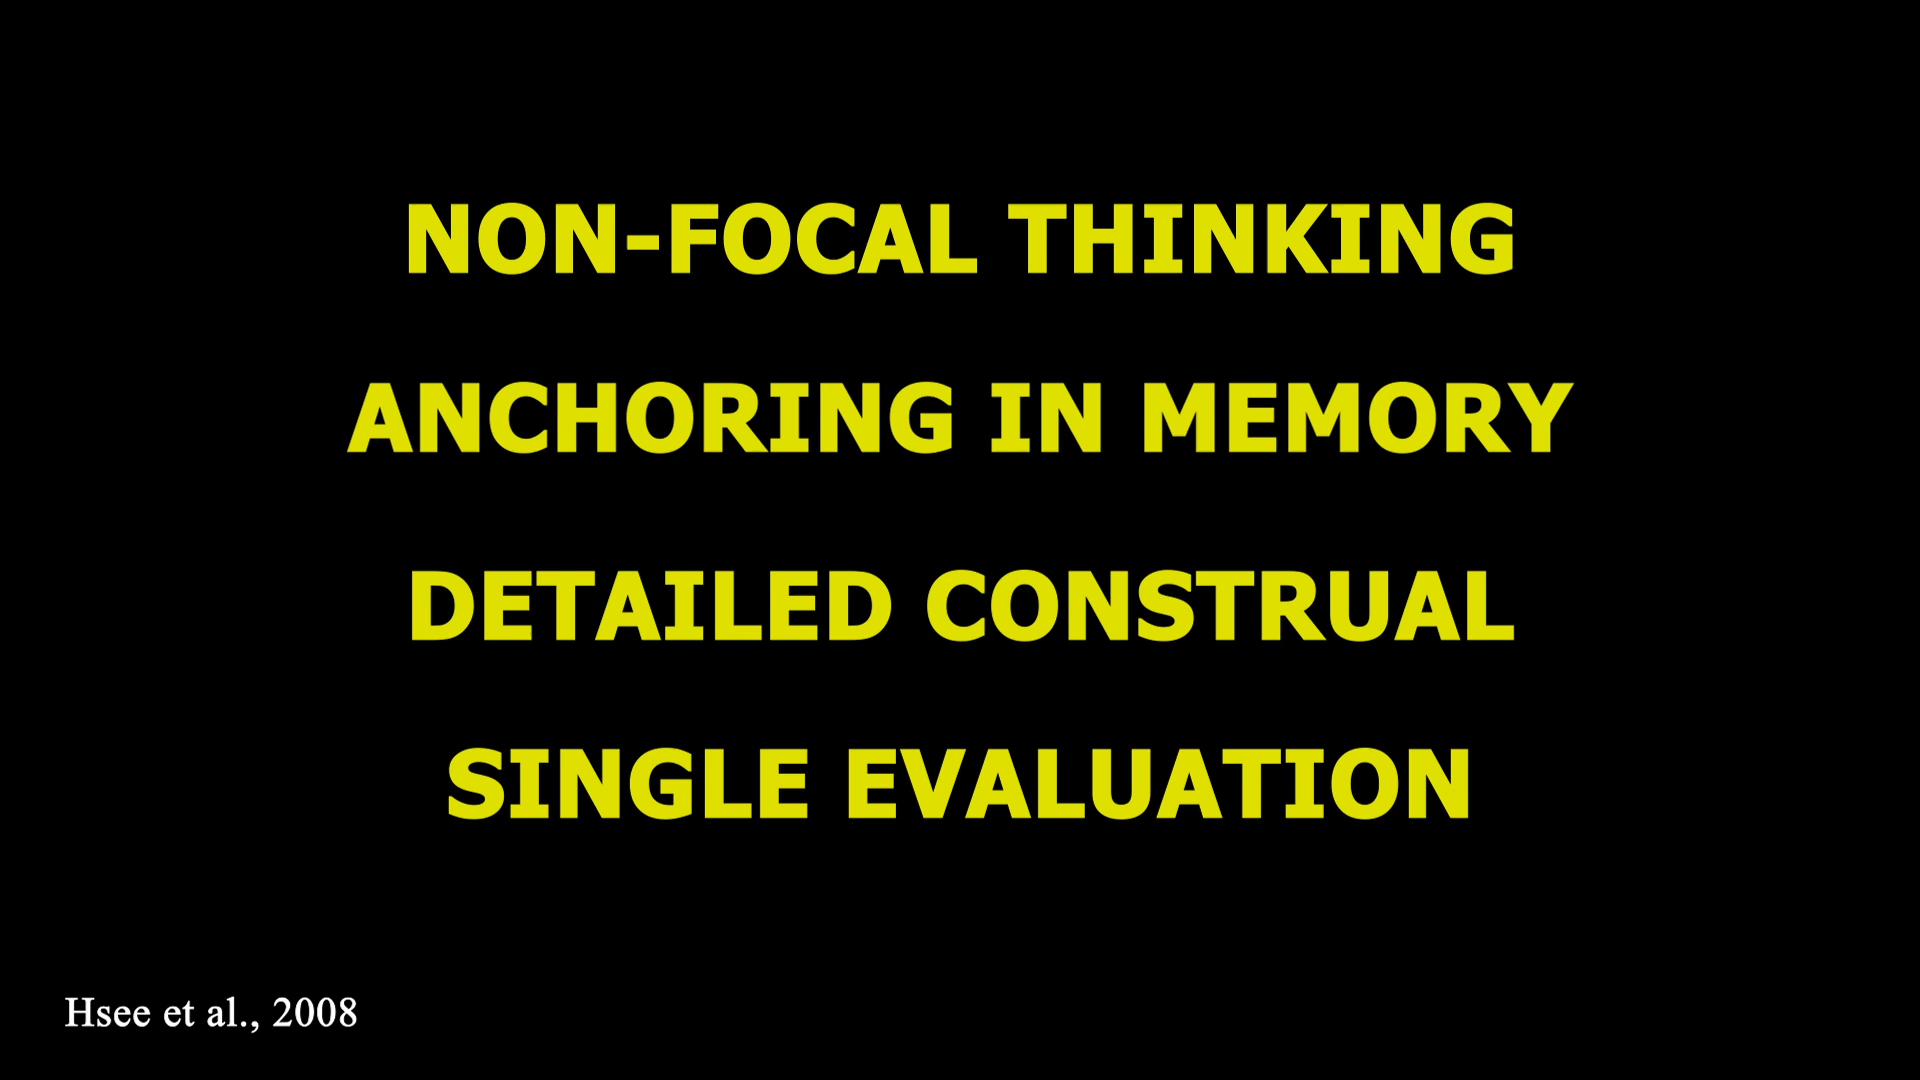 NON-FOCAL THINKING
ANCHORING IN MEMORY
DETAILED CONSTRUAL
SINGLE EVALUATION
Hsee et al., 2008